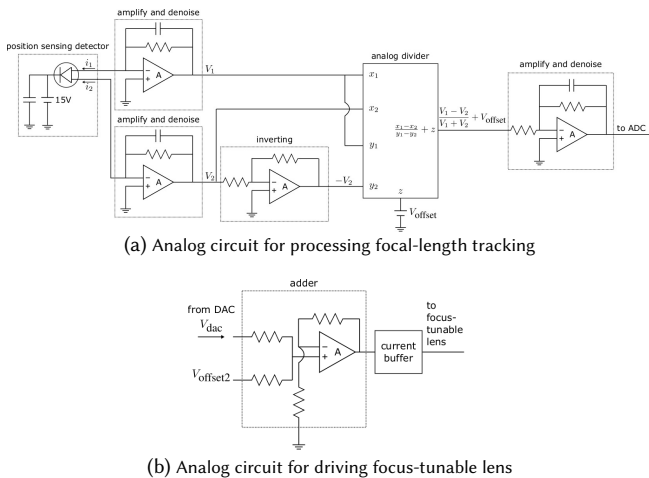 amplify and denoise
position sensing detector
i₁
i₂
15V
−
+
A
V₁
amplify and denoise
−
+
A
V₂
inverting
−
+
A
−V₂
analog divider
x₁
x₂
y₁
y₂
x₁−x₂ / y₁−y₂ + z
z
V_offset
V₁ − V₂ / V₁ + V₂ + V_offset
amplify and denoise
−
+
A
to ADC
(a) Analog circuit for processing focal-length tracking
adder
from DAC
V_dac
V_offset2
−
+
A
current
buffer
to
focus-
tunable
lens
(b) Analog circuit for driving focus-tunable lens